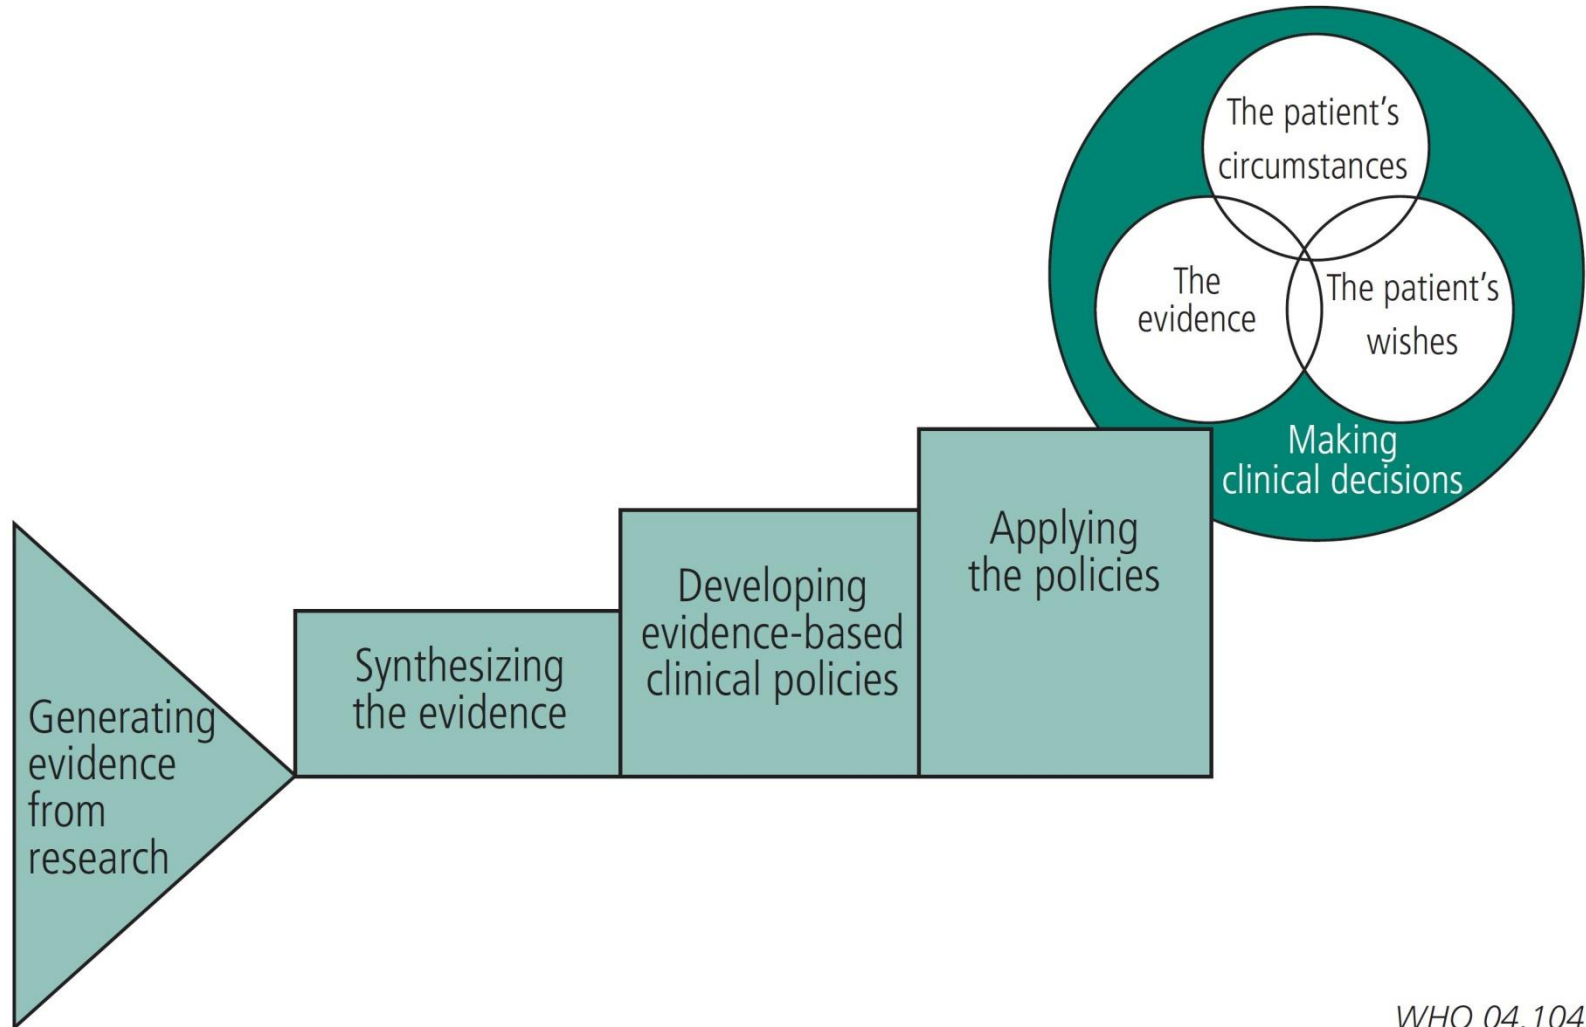 The patient's
circumstances
The
evidence
The patient's
wishes
Making
clinical decisions
Applying
the policies
Developing
evidence-based
clinical policies
Synthesizing
the evidence
Generating
evidence
from
research
WHO 04.104